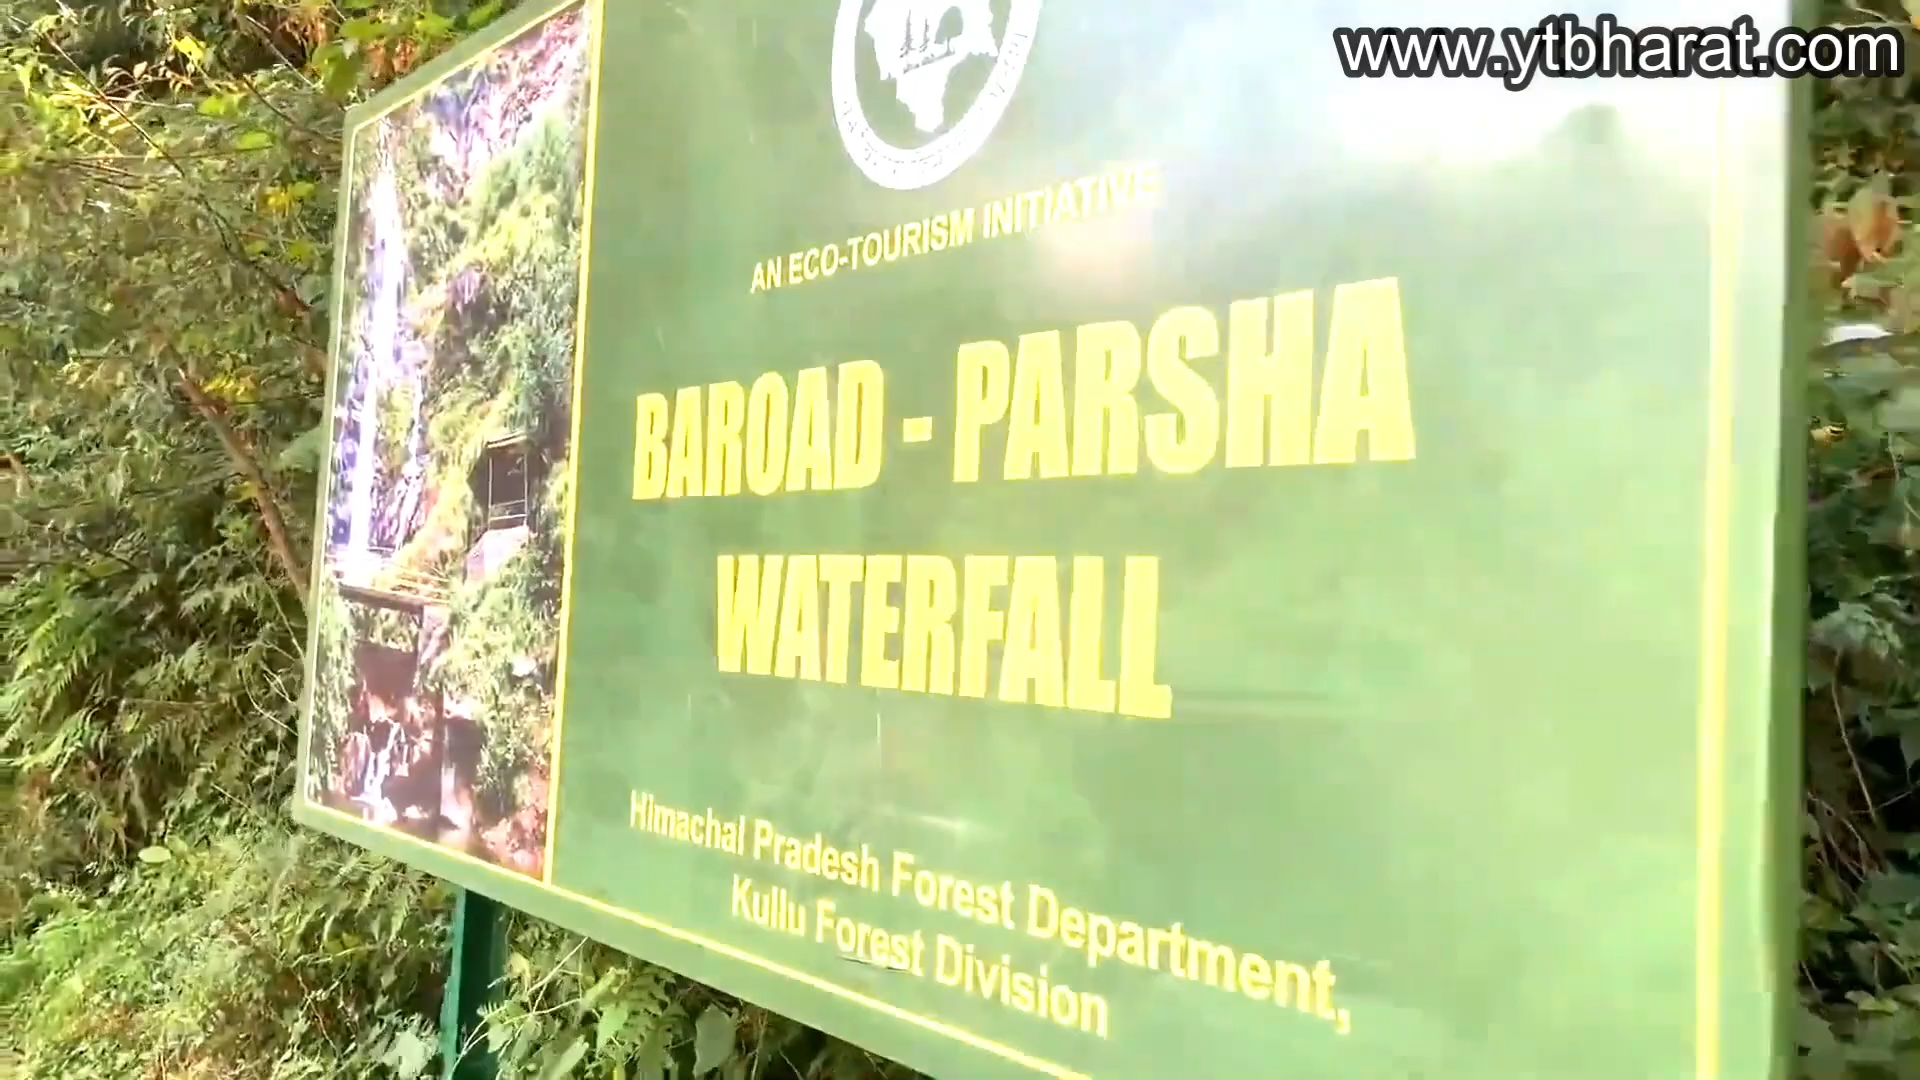 www.ytbharat.com
AN ECO-TOURISM INITIATIVE
BAROAD - PARSHA
WATERFALL
Himachal Pradesh Forest Department,
Kullu Forest Division